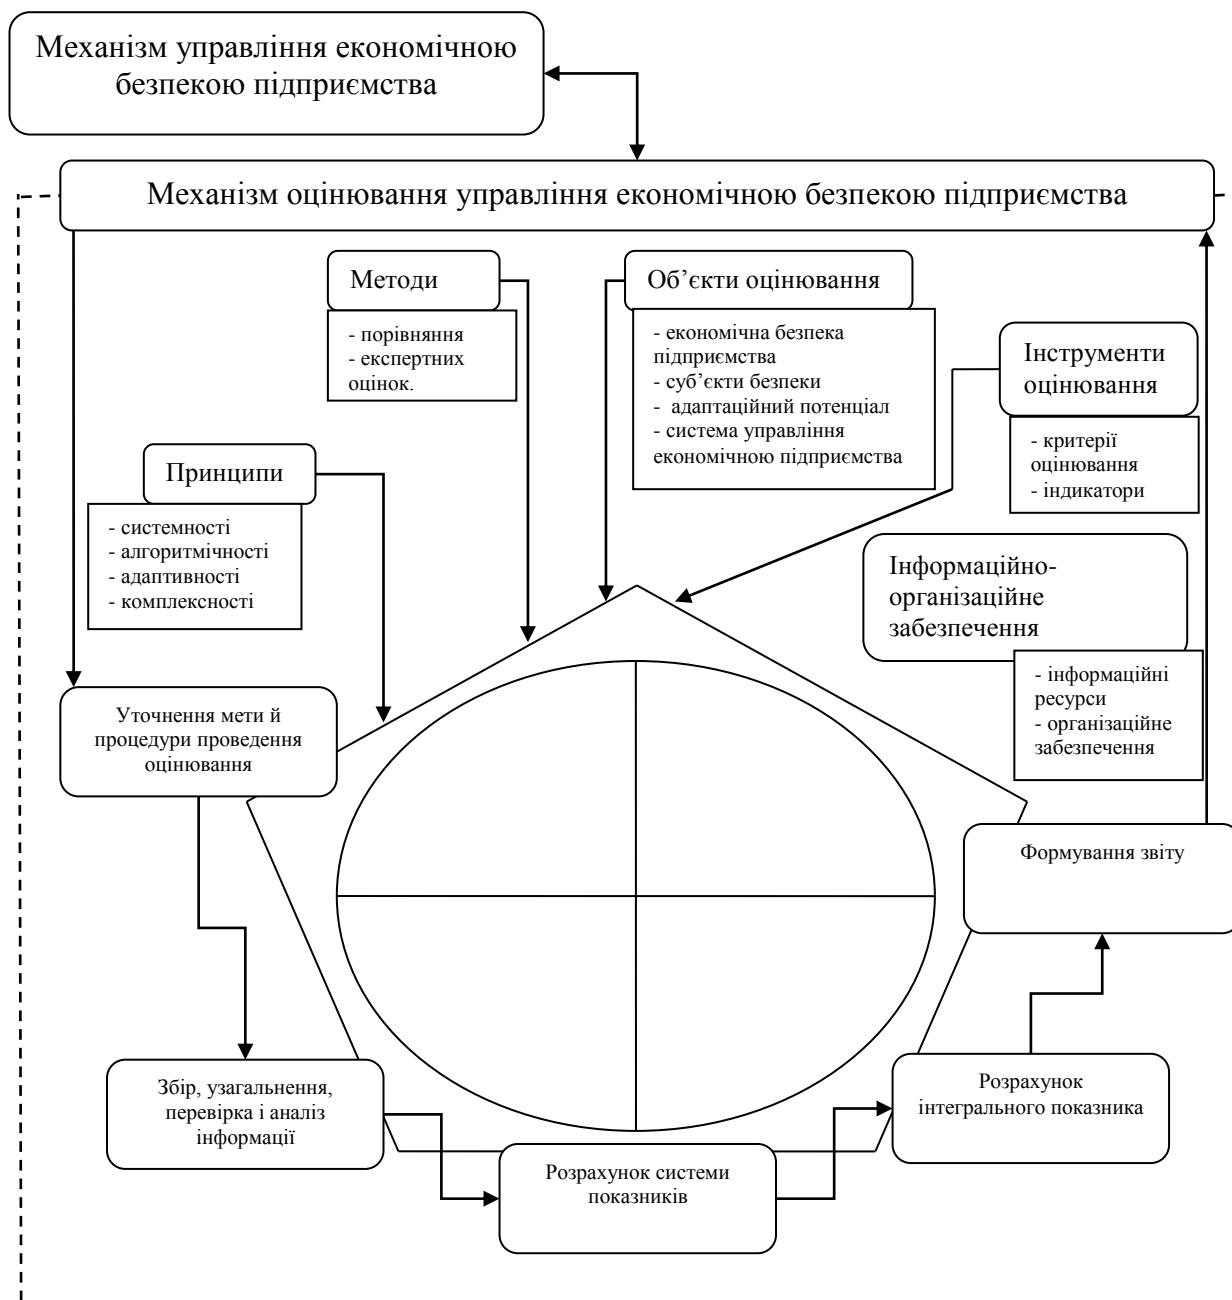 Механізм управління економічною
безпекою підприємства
Механізм оцінювання управління економічною безпекою підприємства
Методи
- порівняння
- експертних
оцінок.
Об’єкти оцінювання
- економічна безпека
підприємства
- суб’єкти безпеки
- адаптаційний потенціал
- система управління
економічною підприємства
Інструменти
оцінювання
- критерії
оцінювання
- індикатори
Принципи
- системності
- алгоритмічності
- адаптивності
- комплексності
Інформаційно-
організаційне
забезпечення
- інформаційні
ресурси
- організаційне
забезпечення
Уточнення мети й
процедури проведення
оцінювання
Формування звіту
Збір, узагальнення,
перевірка і аналіз
інформації
Розрахунок
інтегрального показника
Розрахунок системи
показників